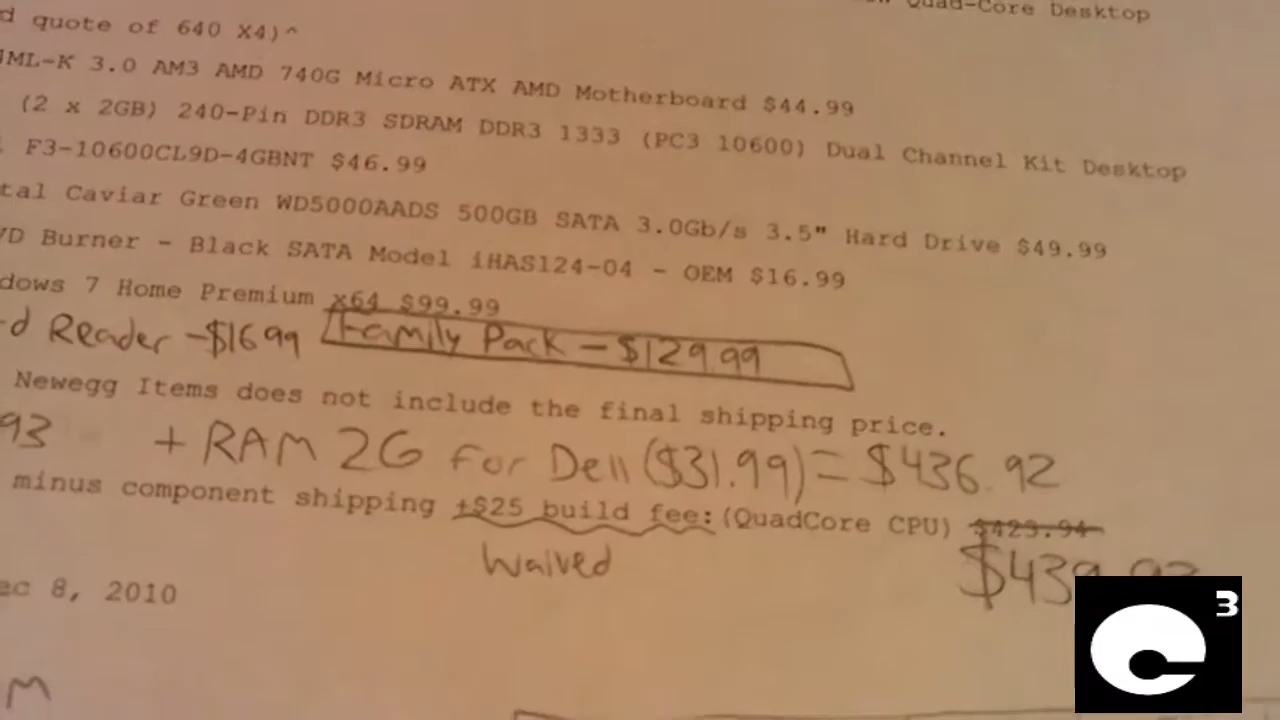 Quad-Core Desktop
d quote of 640 X4)^
ML-K 3.0 AM3 AMD 740G Micro ATX AMD Motherboard $44.99
(2 x 2GB) 240-Pin DDR3 SDRAM DDR3 1333 (PC3 10600) Dual Channel Kit Desktop
F3-10600CL9D-4GBNT $46.99
tal Caviar Green WD5000AADS 500GB SATA 3.0Gb/s 3.5" Hard Drive $49.99
VD Burner - Black SATA Model iHAS124-04 - OEM $16.99
dows 7 Home Premium x64 $99.99
d Reader -$16.99 Family Pack - $129.99
Newegg Items does not include the final shipping price.
93 + RAM 2G for Dell ($31.99) = $436.92
minus component shipping +$25 build fee: (QuadCore CPU) $423.94
Waived
ec 8, 2010
M
3